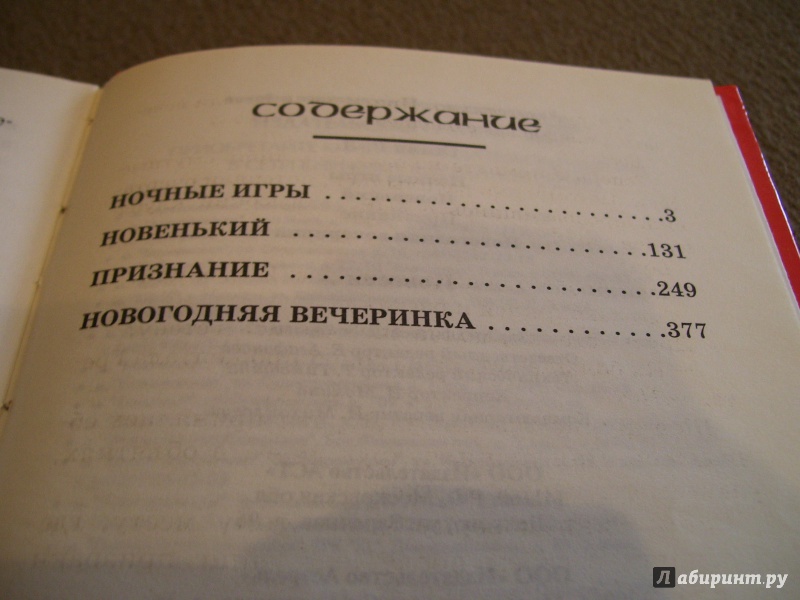 содержание
НОЧНЫЕ ИГРЫ . . . . . . . . . . . . . . . . . . . . . . . . .3
НОВЕНЬКИЙ . . . . . . . . . . . . . . . . . . . . . . . . . .131
ПРИЗНАНИЕ . . . . . . . . . . . . . . . . . . . . . . . . . . .249
НОВОГОДНЯЯ ВЕЧЕРИНКА . . . . . . . . . . . . .377
Лабиринт.ру